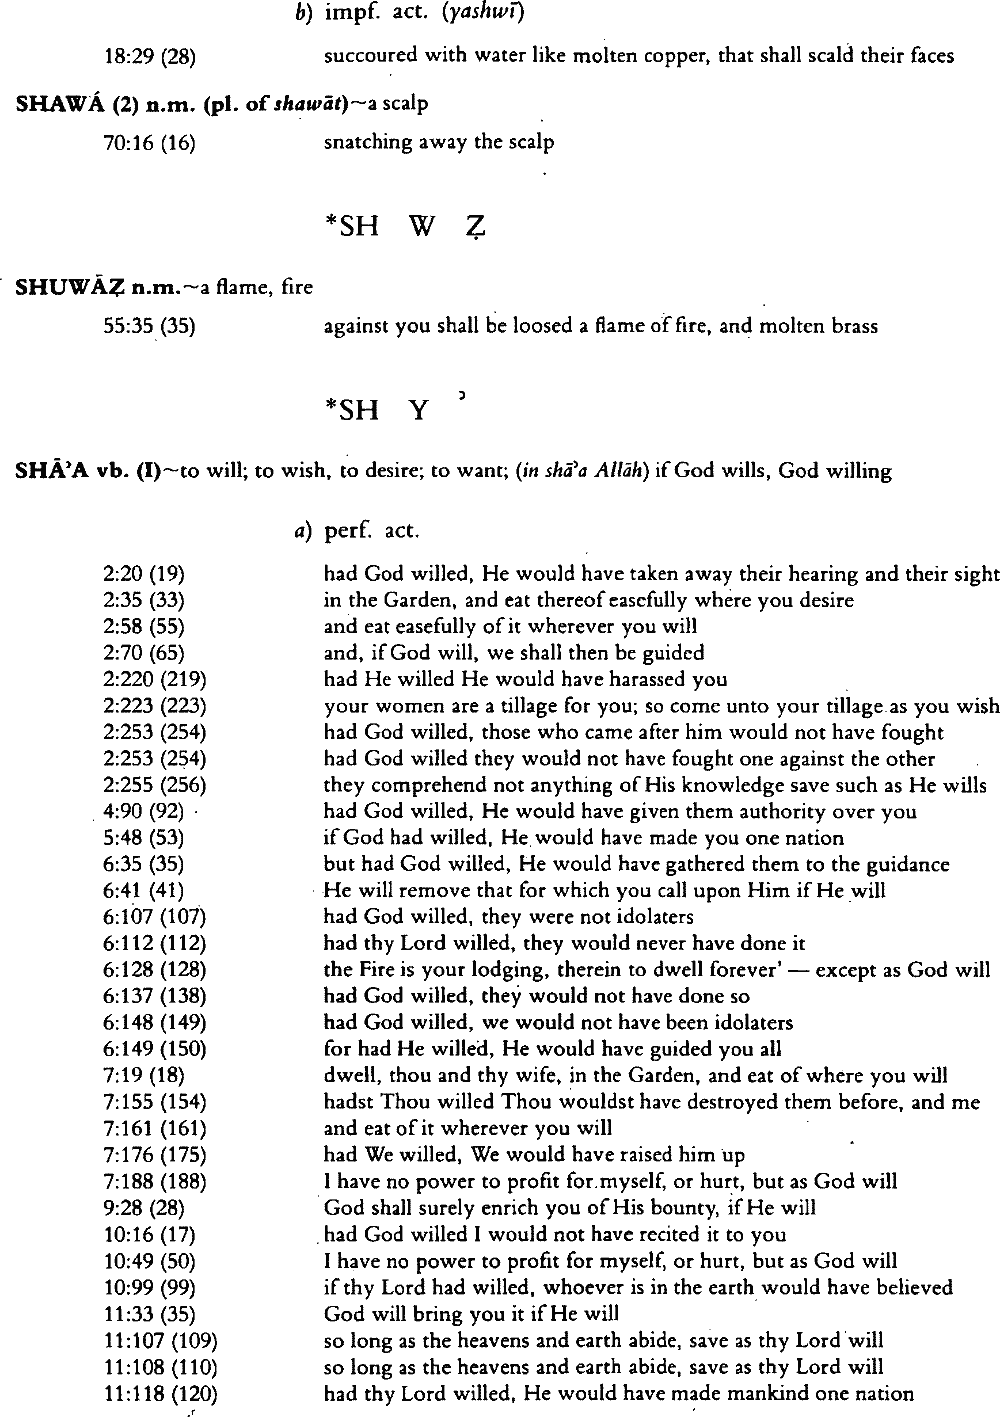 b) impf. act. (yashwī)
18:29 (28) succoured with water like molten copper, that shall scald their faces
SHAWÁ (2) n.m. (pl. of shawāt)~a scalp
70:16 (16) snatching away the scalp
*SH W Ẓ
SHUWĀẒ n.m.~a flame, fire
55:35 (35) against you shall be loosed a flame of fire, and molten brass
*SH Y ʾ
SHĀʾA vb. (I)~to will; to wish, to desire; to want; (in shāʾa Allāh) if God wills, God willing
a) perf. act.
2:20 (19) had God willed, He would have taken away their hearing and their sight
2:35 (33) in the Garden, and eat thereof easefully where you desire
2:58 (55) and eat easefully of it wherever you will
2:70 (65) and, if God will, we shall then be guided
2:220 (219) had He willed He would have harassed you
2:223 (223) your women are a tillage for you; so come unto your tillage as you wish
2:253 (254) had God willed, those who came after him would not have fought
2:253 (254) had God willed they would not have fought one against the other
2:255 (256) they comprehend not anything of His knowledge save such as He wills
4:90 (92) had God willed, He would have given them authority over you
5:48 (53) if God had willed, He would have made you one nation
6:35 (35) but had God willed, He would have gathered them to the guidance
6:41 (41) He will remove that for which you call upon Him if He will
6:107 (107) had God willed, they were not idolaters
6:112 (112) had thy Lord willed, they would never have done it
6:128 (128) the Fire is your lodging, therein to dwell forever' — except as God will
6:137 (138) had God willed, they would not have done so
6:148 (149) had God willed, we would not have been idolaters
6:149 (150) for had He willed, He would have guided you all
7:19 (18) dwell, thou and thy wife, in the Garden, and eat of where you will
7:155 (154) hadst Thou willed Thou wouldst have destroyed them before, and me
7:161 (161) and eat of it wherever you will
7:176 (175) had We willed, We would have raised him up
7:188 (188) I have no power to profit for myself, or hurt, but as God will
9:28 (28) God shall surely enrich you of His bounty, if He will
10:16 (17) had God willed I would not have recited it to you
10:49 (50) I have no power to profit for myself, or hurt, but as God will
10:99 (99) if thy Lord had willed, whoever is in the earth would have believed
11:33 (35) God will bring you it if He will
11:107 (109) so long as the heavens and earth abide, save as thy Lord will
11:108 (110) so long as the heavens and earth abide, save as thy Lord will
11:118 (120) had thy Lord willed, He would have made mankind one nation